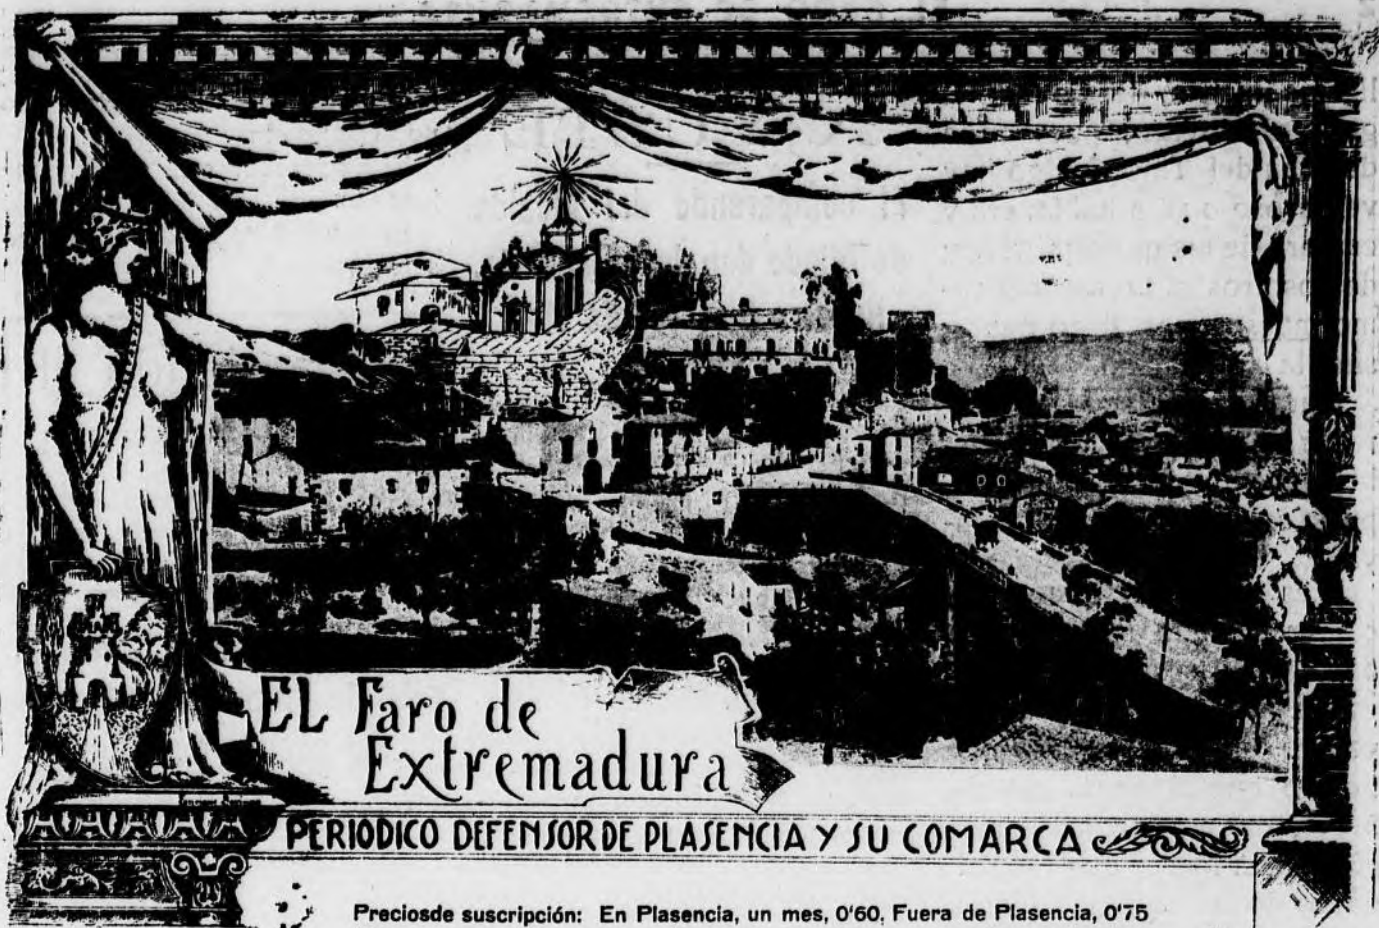 EL Faro de
Extremadura
PERIODICO DEFENSOR DE PLASENCIA Y SU COMARCA
Preciosde suscripción: En Plasencia, un mes, 0'60. Fuera de Plasencia, 0'75